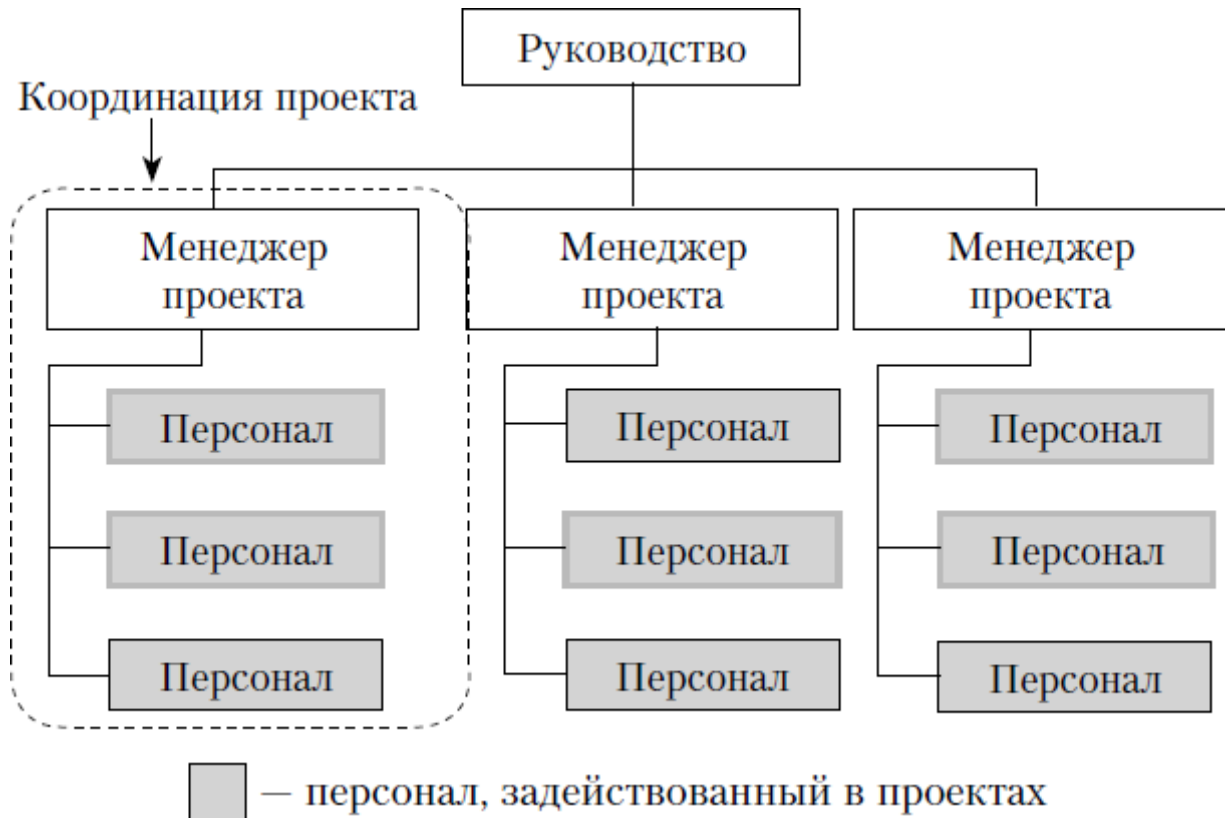 Руководство
Координация проекта
Менеджер
проекта
Менеджер
проекта
Менеджер
проекта
Персонал
Персонал
Персонал
Персонал
Персонал
Персонал
Персонал
Персонал
Персонал
— персонал, задействованный в проектах